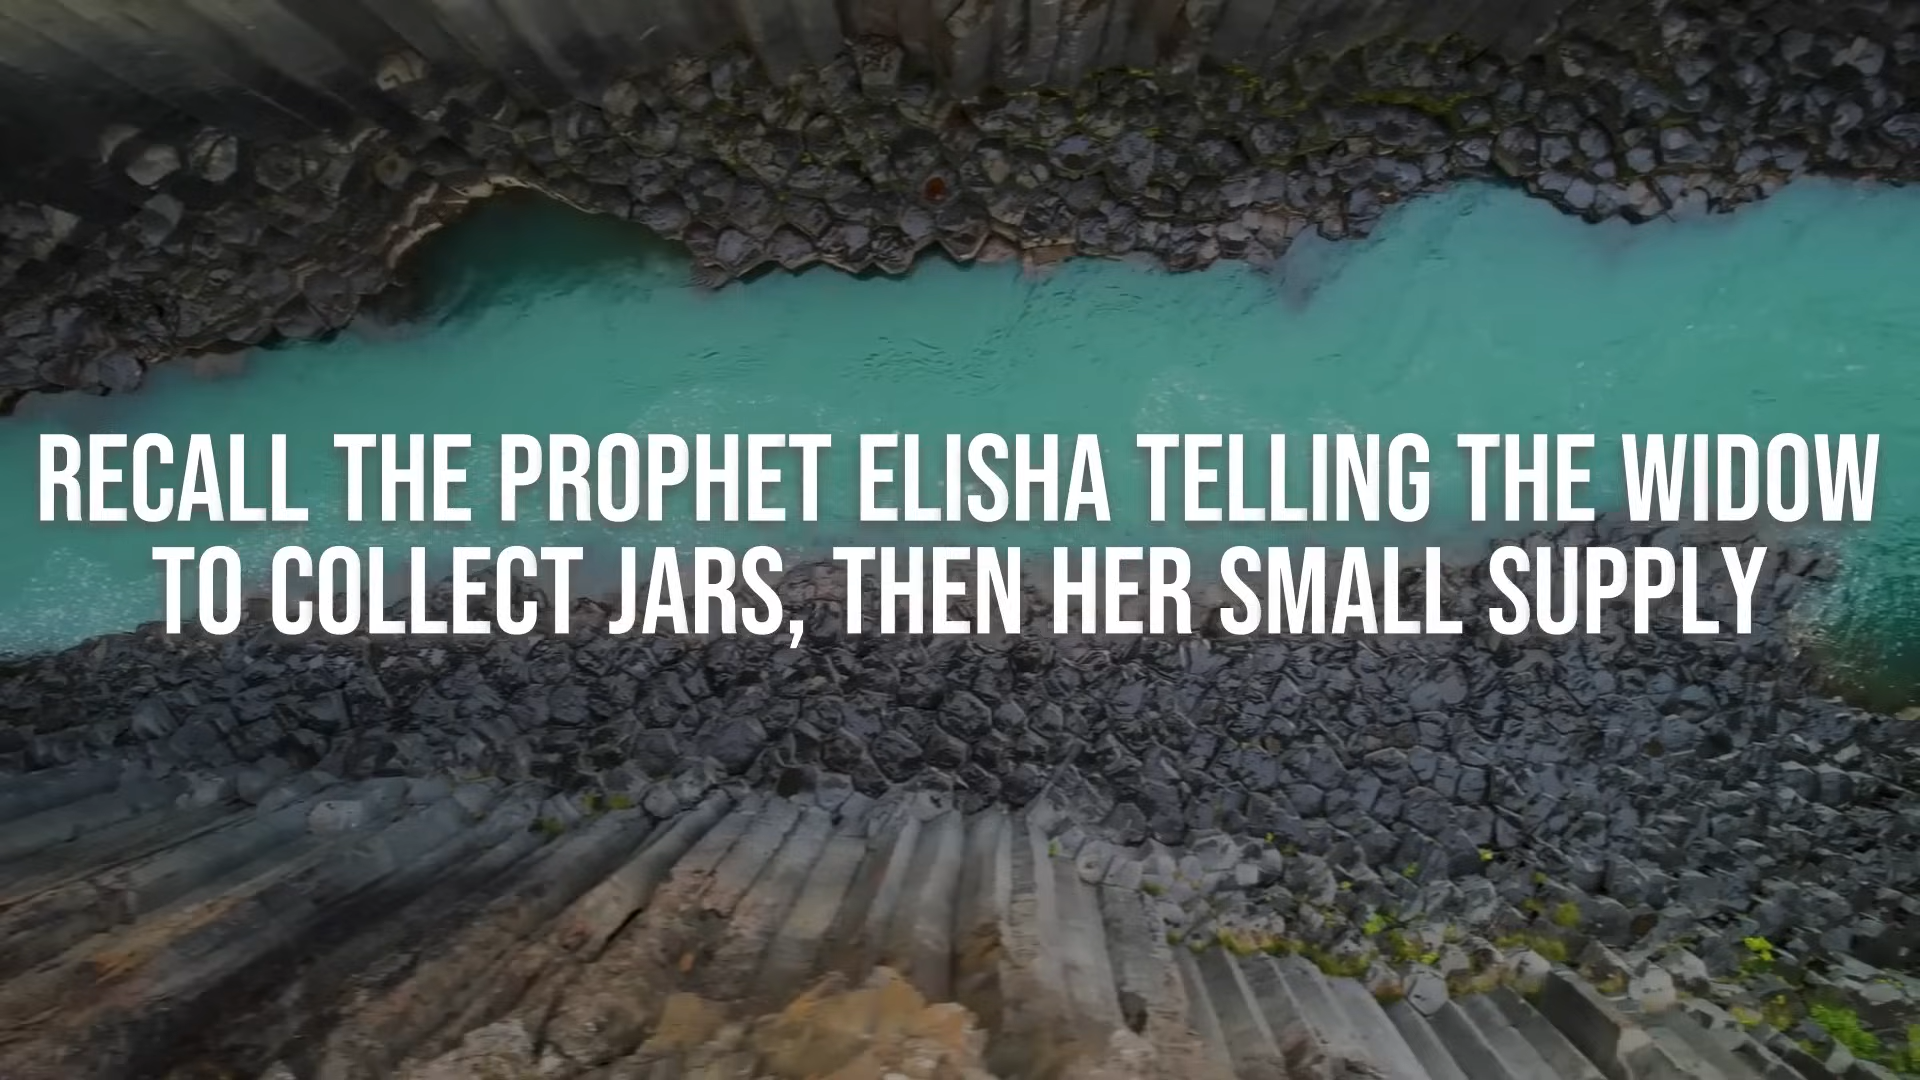 RECALL THE PROPHET ELISHA TELLING THE WIDOW
TO COLLECT JARS, THEN HER SMALL SUPPLY